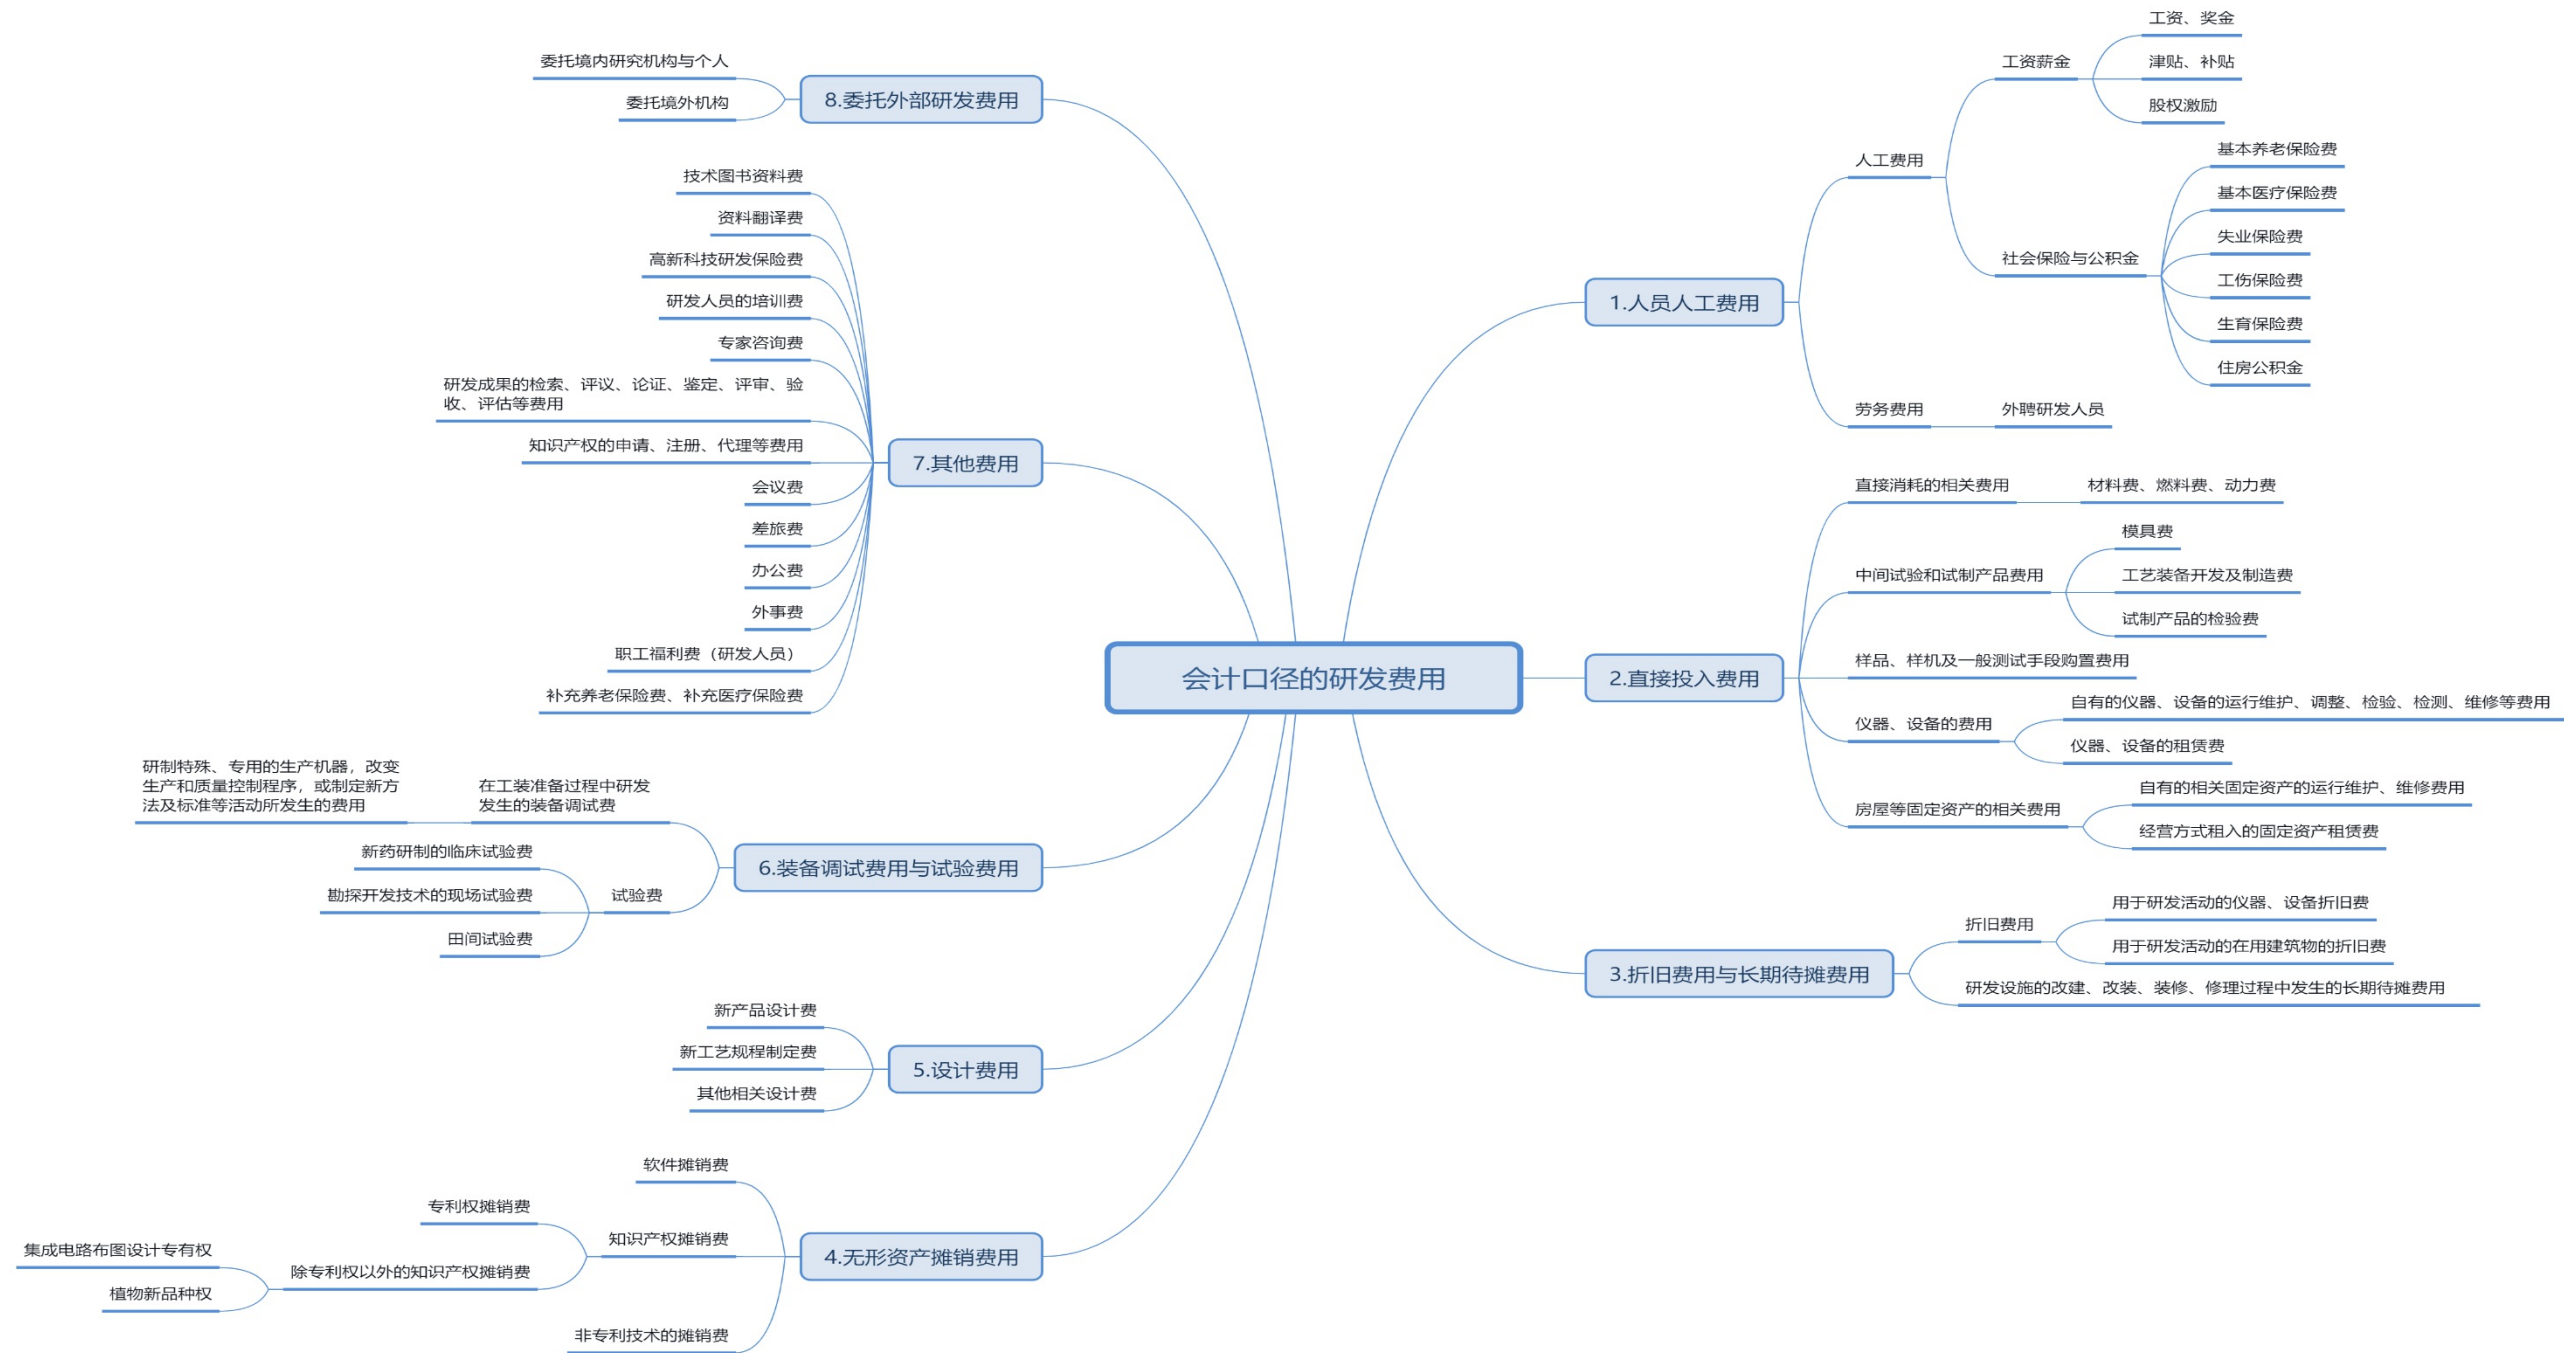 会计口径的研发费用
1.人员人工费用
人工费用
工资薪金
工资、奖金
津贴、补贴
股权激励
社会保险与公积金
基本养老保险费
基本医疗保险费
失业保险费
工伤保险费
生育保险费
住房公积金
劳务费用
外聘研发人员
2.直接投入费用
直接消耗的相关费用
材料费、燃料费、动力费
中间试验和试制产品费用
模具费
工艺装备开发及制造费
试制产品的检验费
样品、样机及一般测试手段购置费用
仪器、设备的费用
自有的仪器、设备的运行维护、调整、检验、检测、维修等费用
仪器、设备的租赁费
房屋等固定资产的相关费用
自有的相关固定资产的运行维护、维修费用
经营方式租入的固定资产租赁费
3.折旧费用与长期待摊费用
折旧费用
用于研发活动的仪器、设备折旧费
用于研发活动的在用建筑物的折旧费
研发设施的改建、改装、装修、修理过程中发生的长期待摊费用
4.无形资产摊销费用
软件摊销费
知识产权摊销费
专利权摊销费
除专利权以外的知识产权摊销费
集成电路布图设计专有权
植物新品种权
非专利技术的摊销费
5.设计费用
新产品设计费
新工艺规程制定费
其他相关设计费
6.装备调试费用与试验费用
在工装准备过程中研发
发生的装备调试费
研制特殊、专用的生产机器，改变
生产和质量控制程序，或制定新方
法及标准等活动所发生的费用
试验费
新药研制的临床试验费
勘探开发技术的现场试验费
田间试验费
7.其他费用
技术图书资料费
资料翻译费
高新科技研发保险费
研发人员的培训费
专家咨询费
研发成果的检索、评议、论证、鉴定、评审、验
收、评估等费用
知识产权的申请、注册、代理等费用
会议费
差旅费
办公费
外事费
职工福利费（研发人员）
补充养老保险费、补充医疗保险费
8.委托外部研发费用
委托境内研究机构与个人
委托境外机构